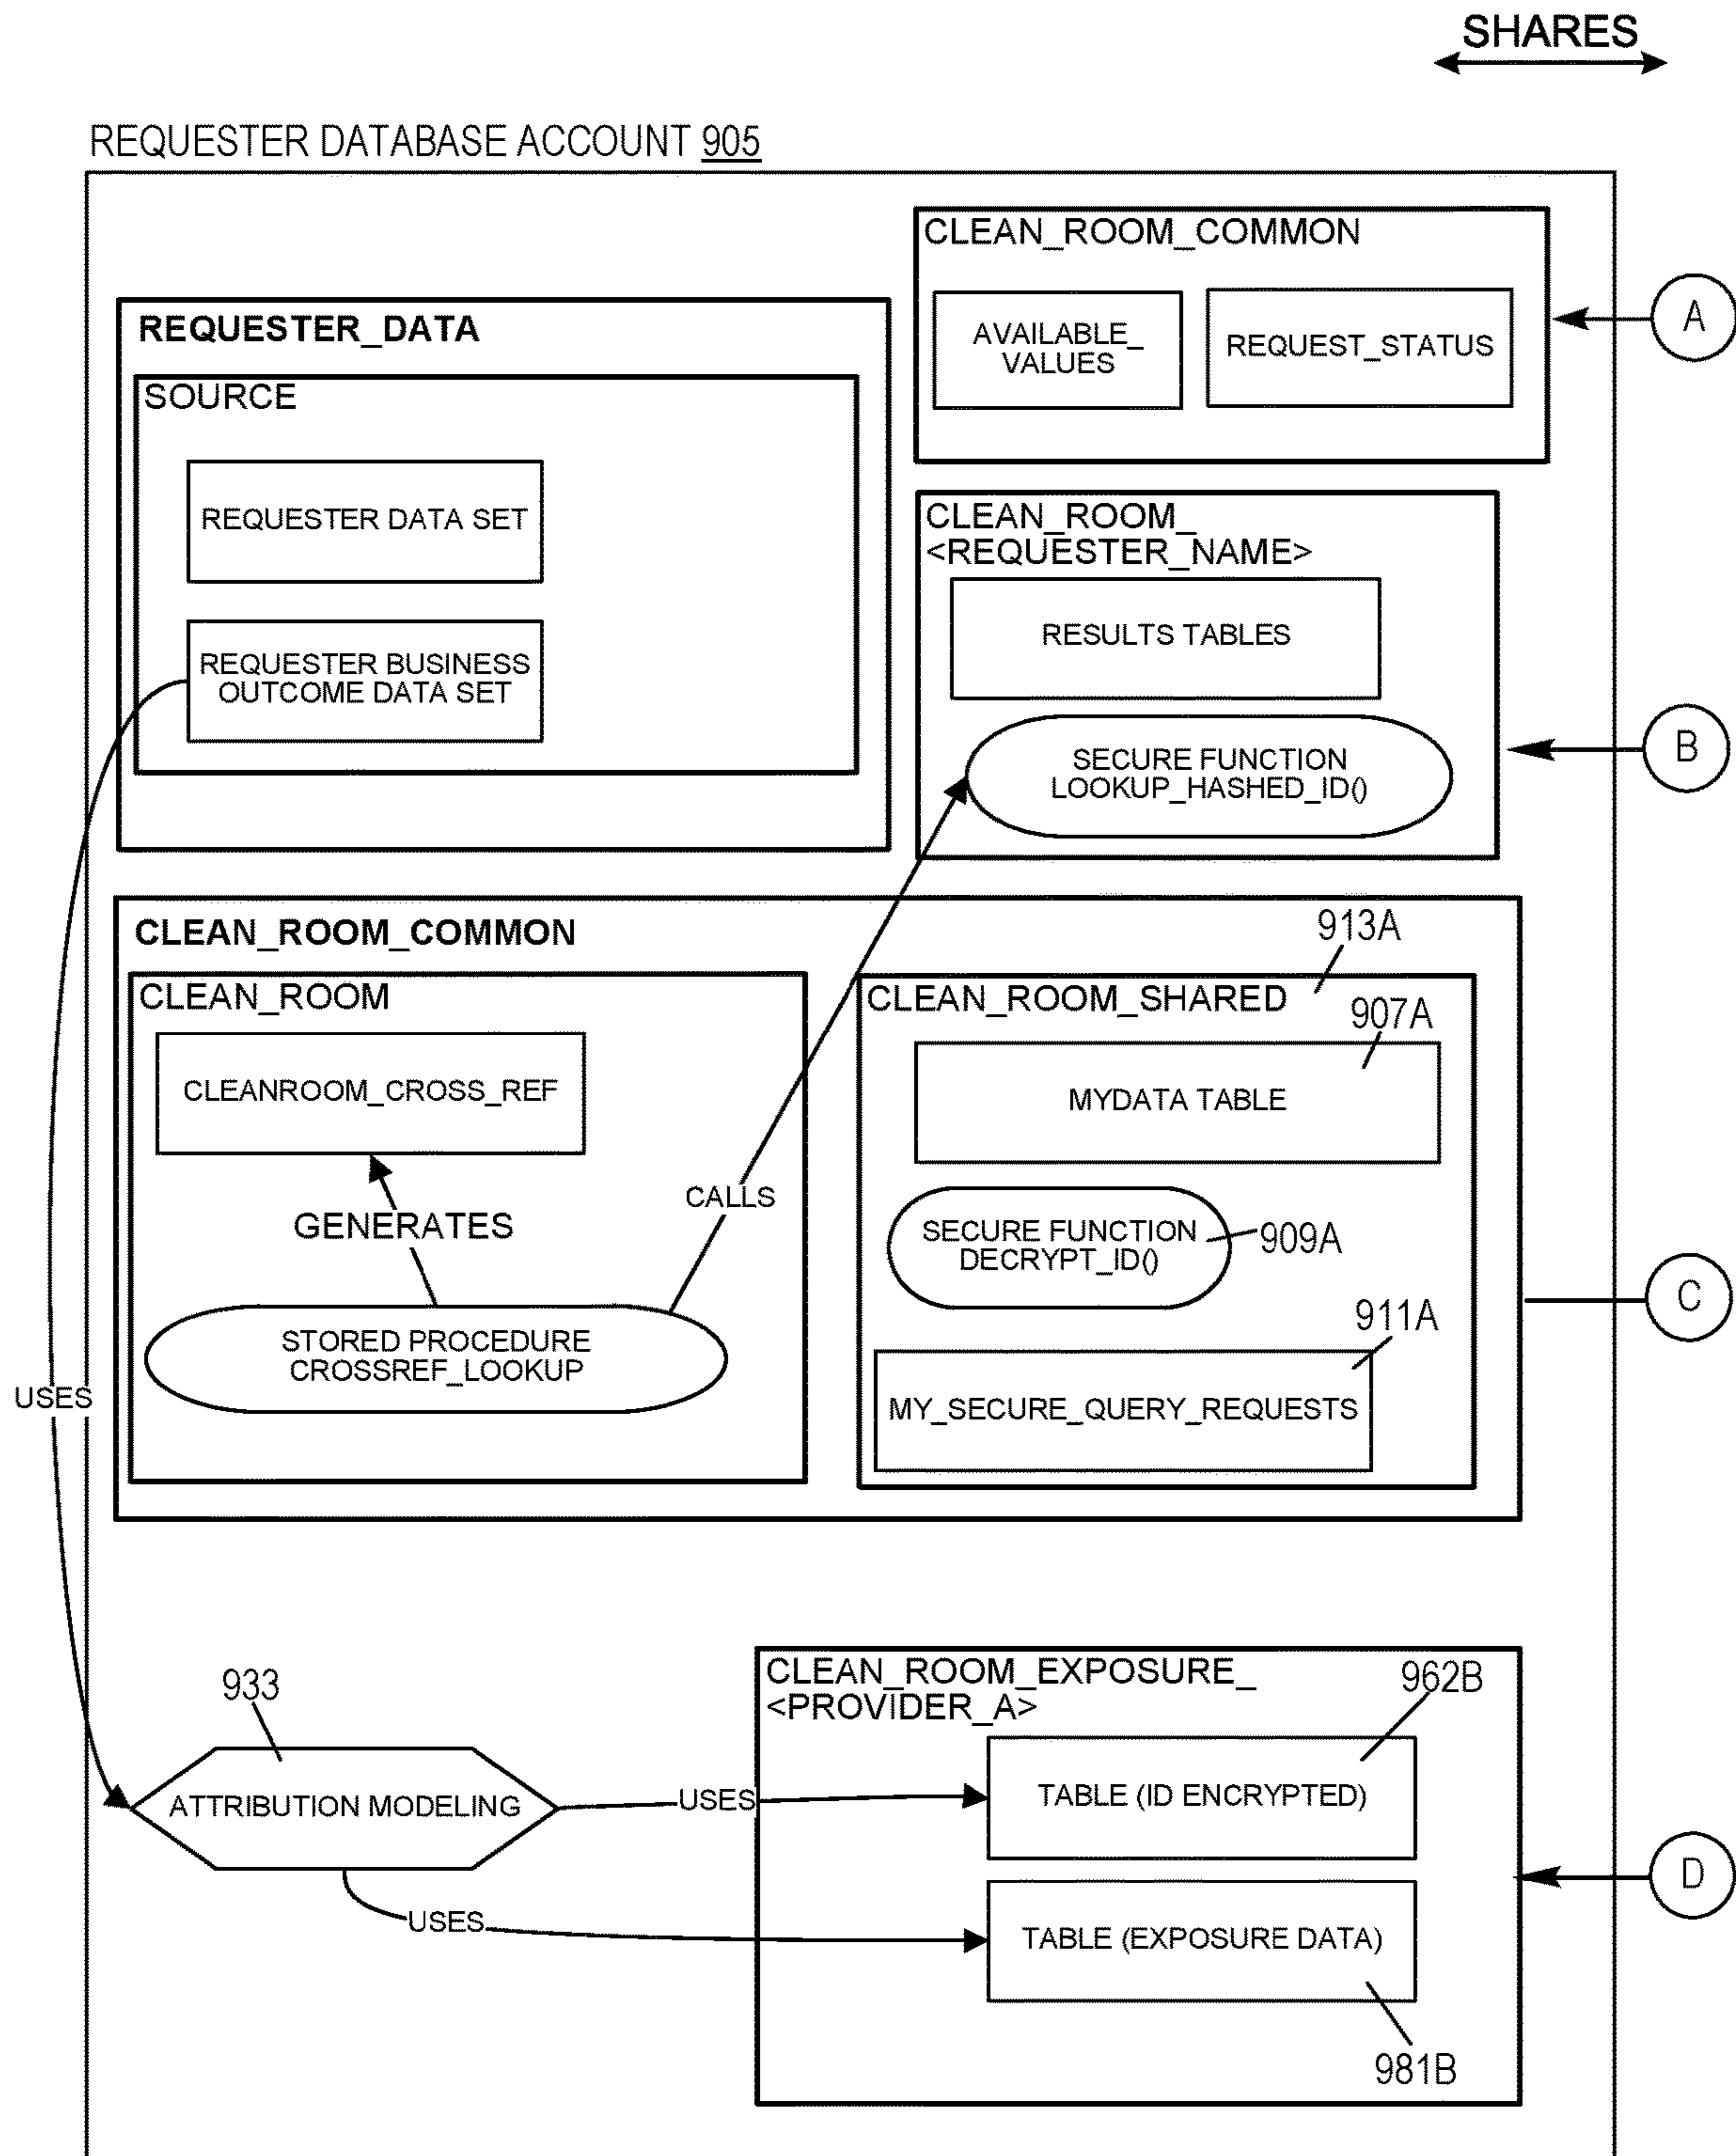 SHARES
REQUESTER DATABASE ACCOUNT 905
CLEAN_ROOM_COMMON
AVAILABLE_
VALUES
REQUEST_STATUS
A
REQUESTER_DATA
SOURCE
REQUESTER DATA SET
REQUESTER BUSINESS
OUTCOME DATA SET
CLEAN_ROOM_
<REQUESTER_NAME>
RESULTS TABLES
SECURE FUNCTION
LOOKUP_HASHED_ID()
B
CLEAN_ROOM_COMMON
913A
CLEAN_ROOM
CLEANROOM_CROSS_REF
GENERATES
CALLS
STORED PROCEDURE
CROSSREF_LOOKUP
CLEAN_ROOM_SHARED
907A
MYDATA TABLE
SECURE FUNCTION
DECRYPT_ID()
909A
911A
MY_SECURE_QUERY_REQUESTS
C
USES
933
ATTRIBUTION MODELING
USES
USES
CLEAN_ROOM_EXPOSURE_
<PROVIDER_A>
962B
TABLE (ID ENCRYPTED)
TABLE (EXPOSURE DATA)
981B
D